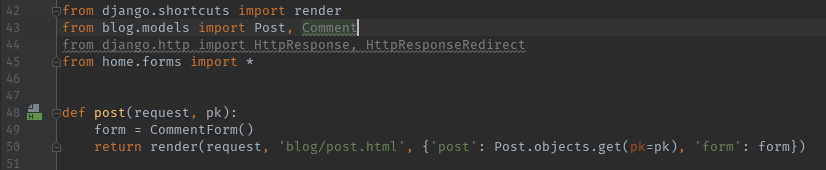 42 from django.shortcuts import render
43 from blog.models import Post, Comment
44 from django.http import HttpResponse, HttpResponseRedirect
45 from home.forms import *
46
47
48 def post(request, pk):
49     form = CommentForm()
50     return render(request, 'blog/post.html', {'post': Post.objects.get(pk=pk), 'form': form})
51